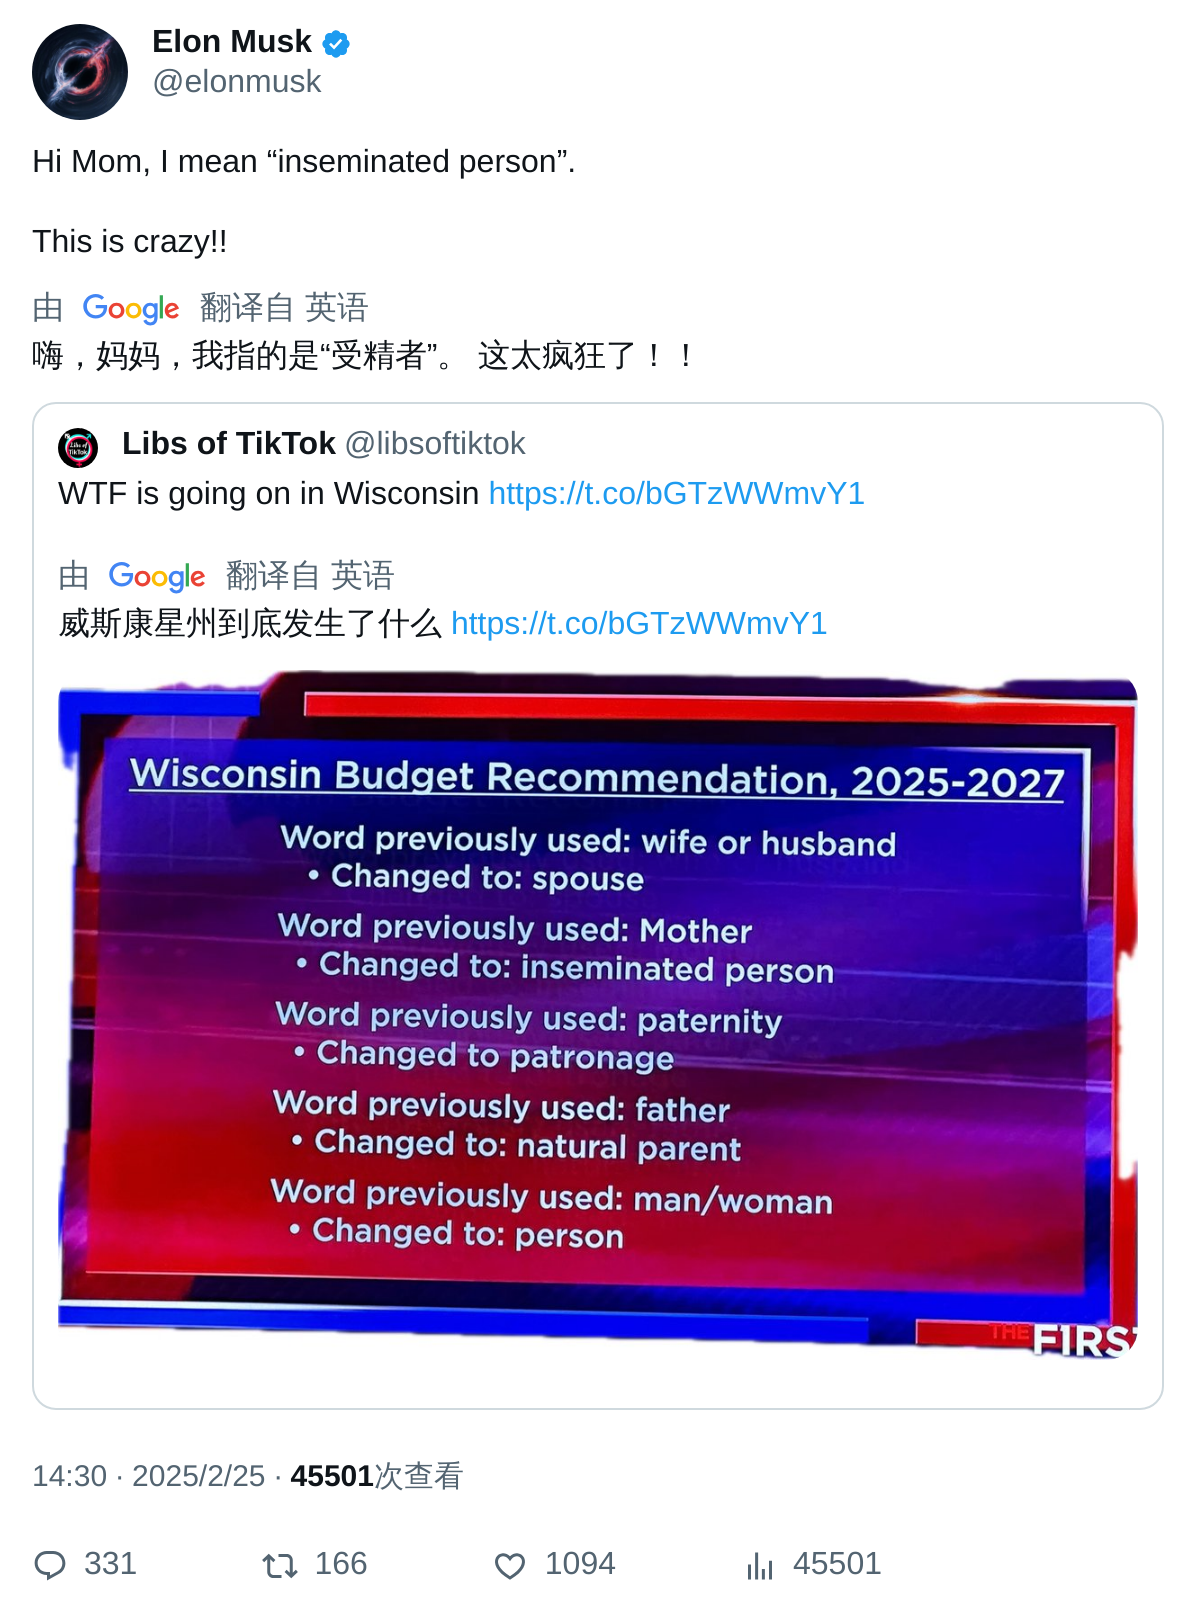 Elon Musk
@elonmusk
Hi Mom, I mean “inseminated person”.
This is crazy!!
由 Google 翻译自 英语
嗨，妈妈，我指的是“受精者”。 这太疯狂了！！
Libs of TikTok @libsoftiktok
WTF is going on in Wisconsin https://t.co/bGTzWWmvY1
由 Google 翻译自 英语
威斯康星州到底发生了什么 https://t.co/bGTzWWmvY1
Wisconsin Budget Recommendation, 2025-2027
Word previously used: wife or husband
• Changed to: spouse
Word previously used: Mother
• Changed to: inseminated person
Word previously used: paternity
• Changed to patronage
Word previously used: father
• Changed to: natural parent
Word previously used: man/woman
• Changed to: person
THE FIRST
14:30 · 2025/2/25 · 45501次查看
331 166 1094 45501